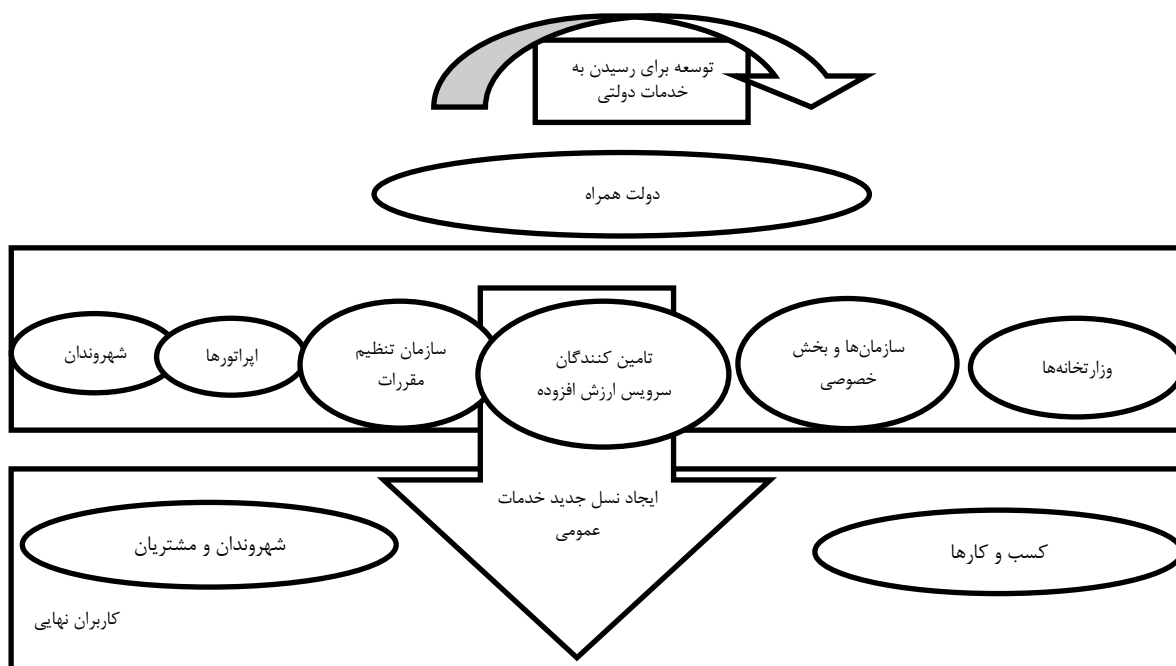 توسعه برای رسیدن به
خدمات دولتی
دولت همراه
وزارتخانه‌ها
سازمان‌ها و بخش
خصوصی
تامین کنندگان
سرویس ارزش افزوده
سازمان تنظیم
مقررات
اپراتورها
شهروندان
ایجاد نسل جدید خدمات
عمومی
کسب و کارها
شهروندان و مشتریان
کاربران نهایی